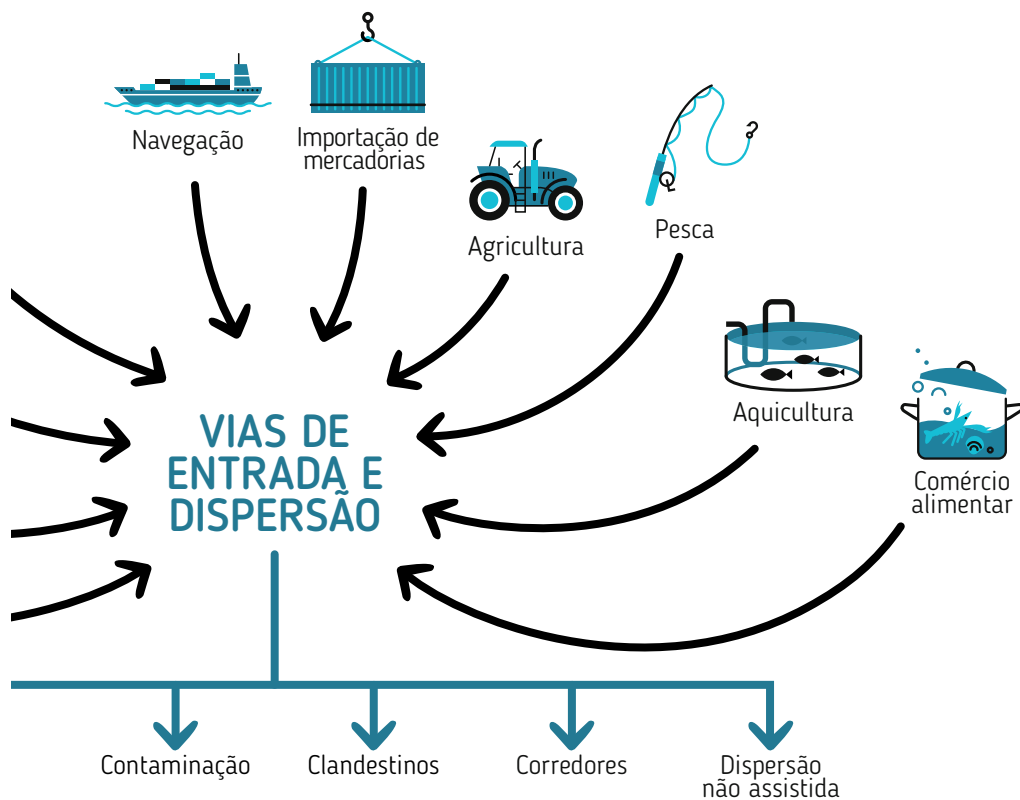 Navegação
Importação de
mercadorias
Agricultura
Pesca
Aquicultura
Comércio
alimentar
VIAS DE
ENTRADA E
DISPERSÃO
Contaminação
Clandestinos
Corredores
Dispersão
não assistida